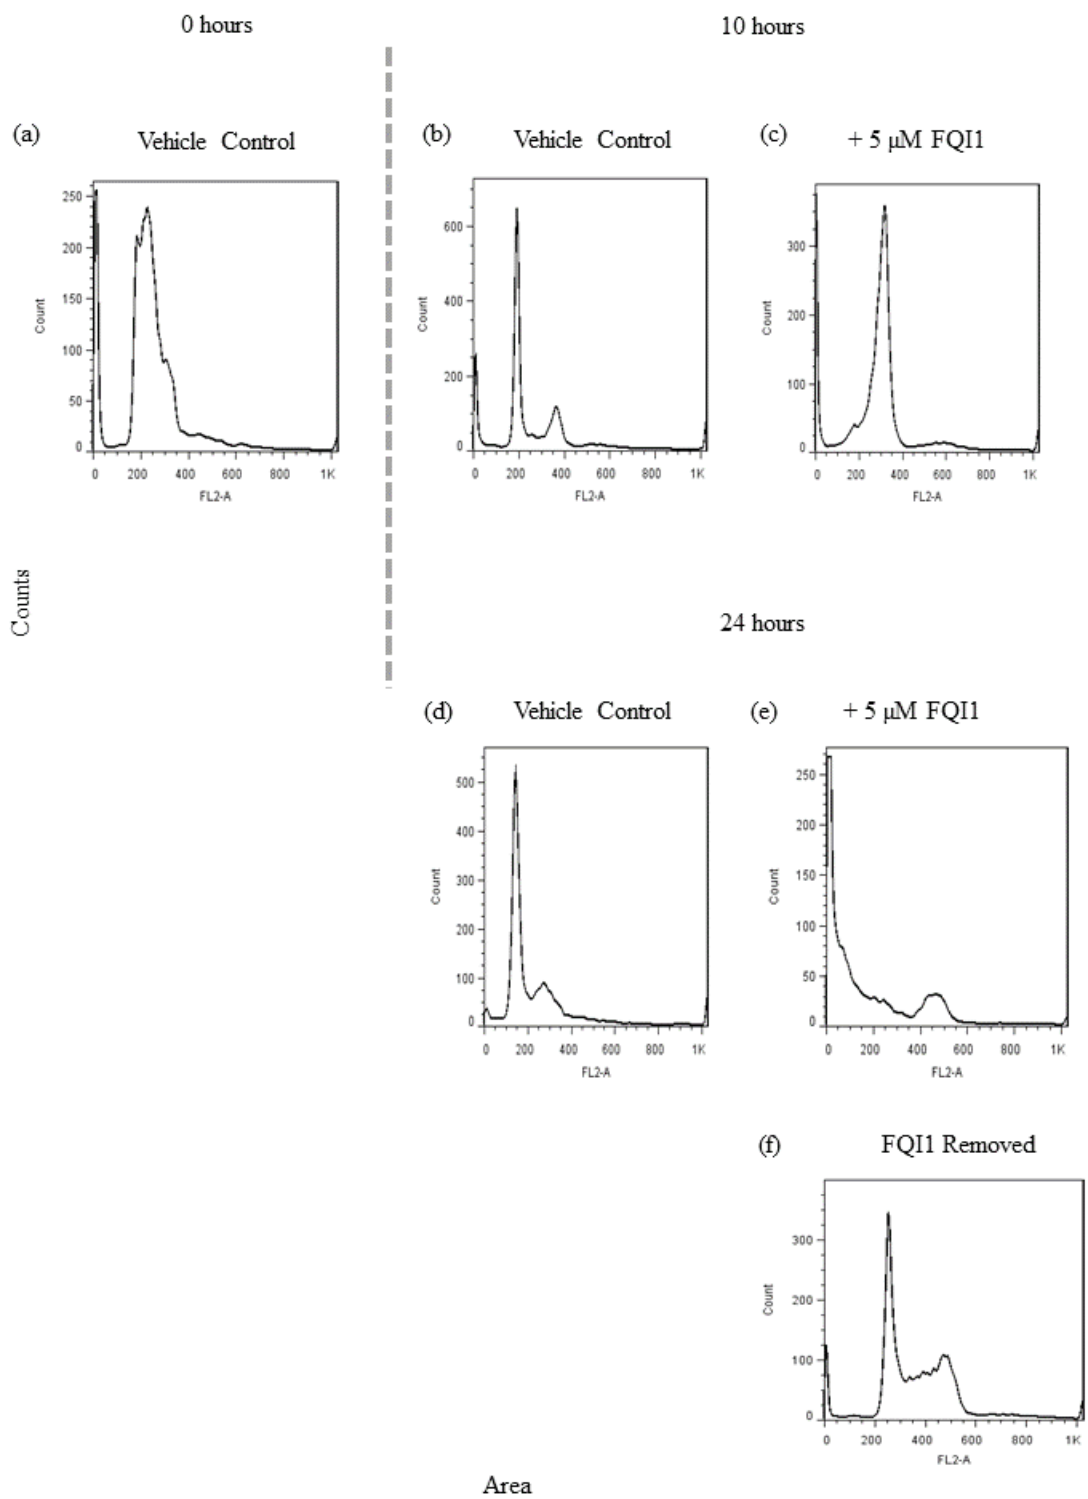 0 hours
10 hours
(a)
Vehicle Control
(b)
Vehicle Control
(c)
+ 5 µM FQI1
250
200
150
100
50
0
Count
0 200 400 600 800 1K
FL2-A
600
400
200
0
Count
0 200 400 600 800 1K
FL2-A
300
200
100
0
Count
0 200 400 600 800 1K
FL2-A
Counts
24 hours
(d)
Vehicle Control
(e)
+ 5 µM FQI1
500
400
300
200
100
0
Count
0 200 400 600 800 1K
FL2-A
250
200
150
100
50
0
Count
0 200 400 600 800 1K
FL2-A
(f)
FQI1 Removed
300
200
100
0
Count
0 200 400 600 800 1K
FL2-A
Area